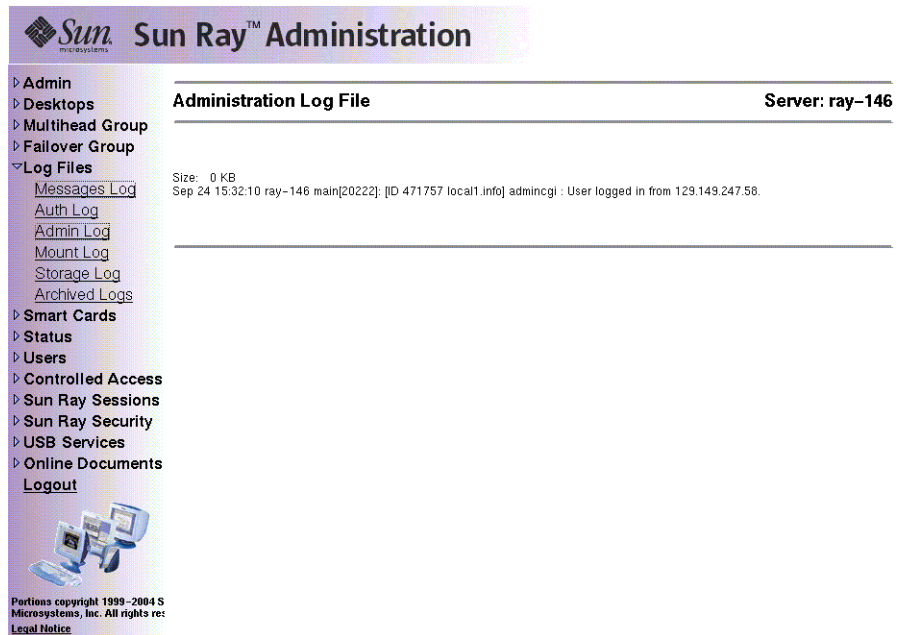 Sun microsystems Sun Ray™ Administration
Admin
Desktops
Multihead Group
Failover Group
Log Files
Messages Log
Auth Log
Admin Log
Mount Log
Storage Log
Archived Logs
Smart Cards
Status
Users
Controlled Access
Sun Ray Sessions
Sun Ray Security
USB Services
Online Documents
Logout
Portions copyright 1999-2004 S
Microsystems, Inc. All rights res
Legal Notice
Administration Log File Server: ray-146
Size: 0 KB
Sep 24 15:32:10 ray-146 main[20222]: [ID 471757 local1.info] admincgi : User logged in from 129.149.247.58.